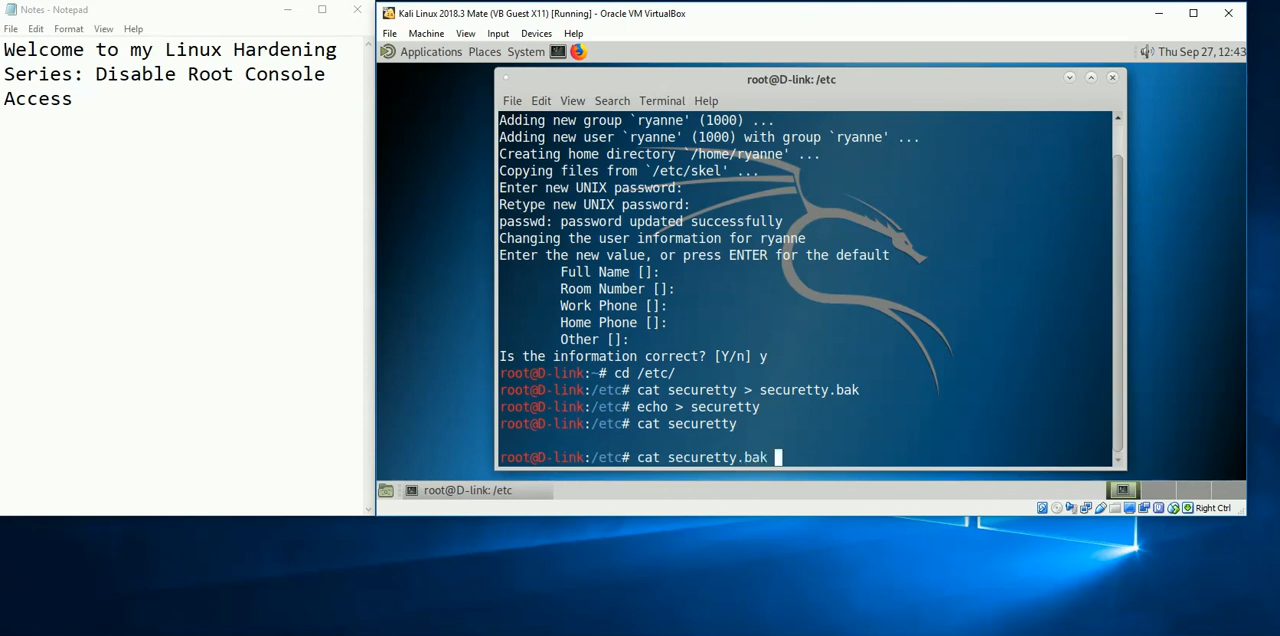 Notes - Notepad
File Edit Format View Help
Welcome to my Linux Hardening
Series: Disable Root Console
Access
Kali Linux 2018.3 Mate (VB Guest X11) [Running] - Oracle VM VirtualBox
File Machine View Input Devices Help
Applications Places System Thu Sep 27, 12:43
root@D-link: /etc
File Edit View Search Terminal Help
Adding new group `ryanne' (1000) ...
Adding new user `ryanne' (1000) with group `ryanne' ...
Creating home directory `/home/ryanne' ...
Copying files from `/etc/skel' ...
Enter new UNIX password:
Retype new UNIX password:
passwd: password updated successfully
Changing the user information for ryanne
Enter the new value, or press ENTER for the default
Full Name []:
Room Number []:
Work Phone []:
Home Phone []:
Other []:
Is the information correct? [Y/n] y
root@D-link:~# cd /etc/
root@D-link:/etc# cat securetty > securetty.bak
root@D-link:/etc# echo > securetty
root@D-link:/etc# cat securetty
root@D-link:/etc# cat securetty.bak
root@D-link: /etc
Right Ctrl